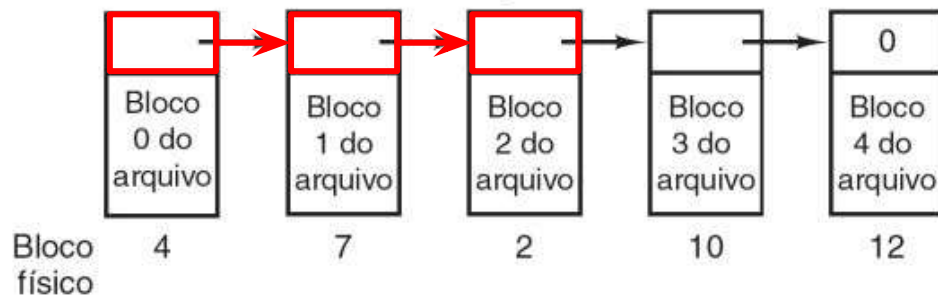 0
Bloco
0 do
arquivo
Bloco
1 do
arquivo
Bloco
2 do
arquivo
Bloco
3 do
arquivo
Bloco
4 do
arquivo
Bloco
físico
4 7 2 10 12